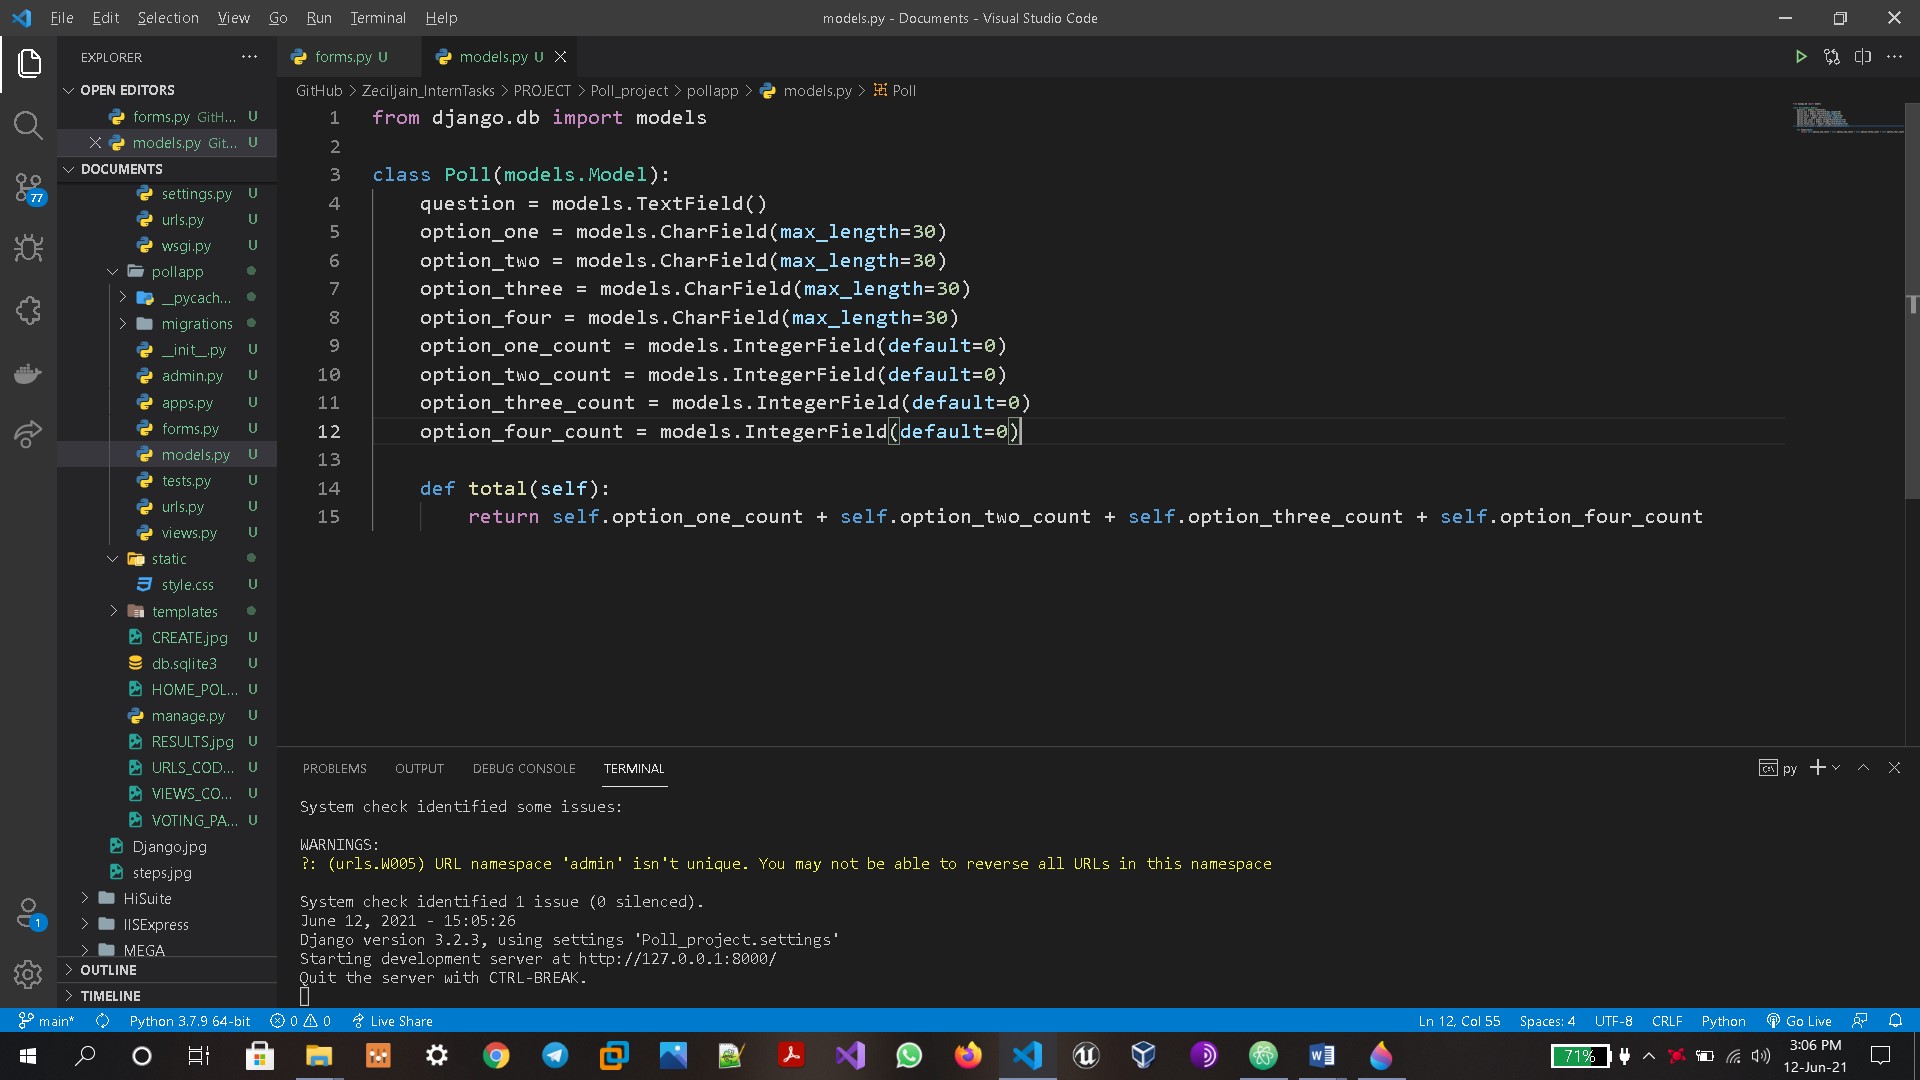 File Edit Selection View Go Run Terminal Help
models.py - Documents - Visual Studio Code
EXPLORER
OPEN EDITORS
forms.py GitH... U
models.py Git... U
DOCUMENTS
settings.py U
urls.py U
wsgi.py U
pollapp
__pycach...
migrations
__init__.py U
admin.py U
apps.py U
forms.py U
models.py U
tests.py U
urls.py U
views.py U
static
style.css U
templates
CREATE.jpg U
db.sqlite3 U
HOME_POL... U
manage.py U
RESULTS.jpg U
URLS_COD... U
VIEWS_CO... U
VOTING_PA... U
Django.jpg
steps.jpg
HiSuite
IISExpress
MEGA
OUTLINE
TIMELINE
77
1
forms.py U
models.py U
GitHub > Zeciljain_InternTasks > PROJECT > Poll_project > pollapp > models.py > Poll
1 from django.db import models
2
3 class Poll(models.Model):
4 question = models.TextField()
5 option_one = models.CharField(max_length=30)
6 option_two = models.CharField(max_length=30)
7 option_three = models.CharField(max_length=30)
8 option_four = models.CharField(max_length=30)
9 option_one_count = models.IntegerField(default=0)
10 option_two_count = models.IntegerField(default=0)
11 option_three_count = models.IntegerField(default=0)
12 option_four_count = models.IntegerField(default=0)
13
14 def total(self):
15 return self.option_one_count + self.option_two_count + self.option_three_count + self.option_four_count
PROBLEMS OUTPUT DEBUG CONSOLE TERMINAL
py
System check identified some issues:
WARNINGS:
?: (urls.W005) URL namespace 'admin' isn't unique. You may not be able to reverse all URLs in this namespace
System check identified 1 issue (0 silenced).
June 12, 2021 - 15:05:26
Django version 3.2.3, using settings 'Poll_project.settings'
Starting development server at http://127.0.0.1:8000/
Quit the server with CTRL-BREAK.
main* Python 3.7.9 64-bit 0 0 Live Share
Ln 12, Col 55 Spaces: 4 UTF-8 CRLF Python Go Live
71%
3:06 PM
12-Jun-21